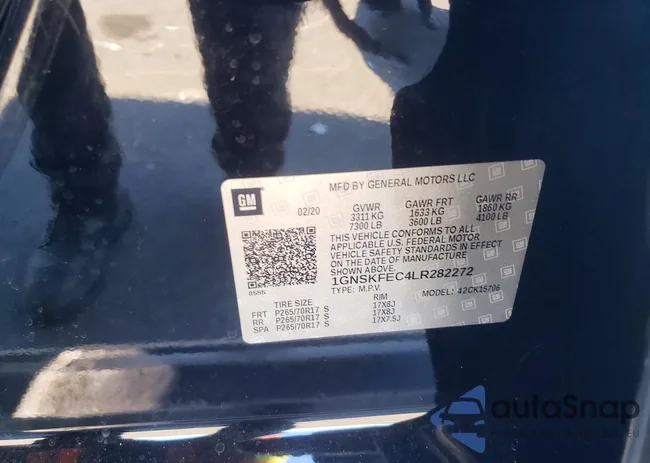 MFD BY GENERAL MOTORS LLC
GM
02/20
GVWR GAWR FRT GAWR RR
3311 KG 1633 KG 1860 KG
7300 LB 3600 LB 4100 LB
THIS VEHICLE CONFORMS TO ALL
APPLICABLE U.S. FEDERAL MOTOR
VEHICLE SAFETY STANDARDS IN EFFECT
ON THE DATE OF MANUFACTURE
SHOWN ABOVE.
1GNSKFEC4LR282272
TYPE: M.P.V. MODEL: 42CK15706
0555
TIRE SIZE RIM
FRT P265/70R17 S 17X8J
RR P265/70R17 S 17X8J
SPA P265/70R17 S 17X7.5J
autoSnap